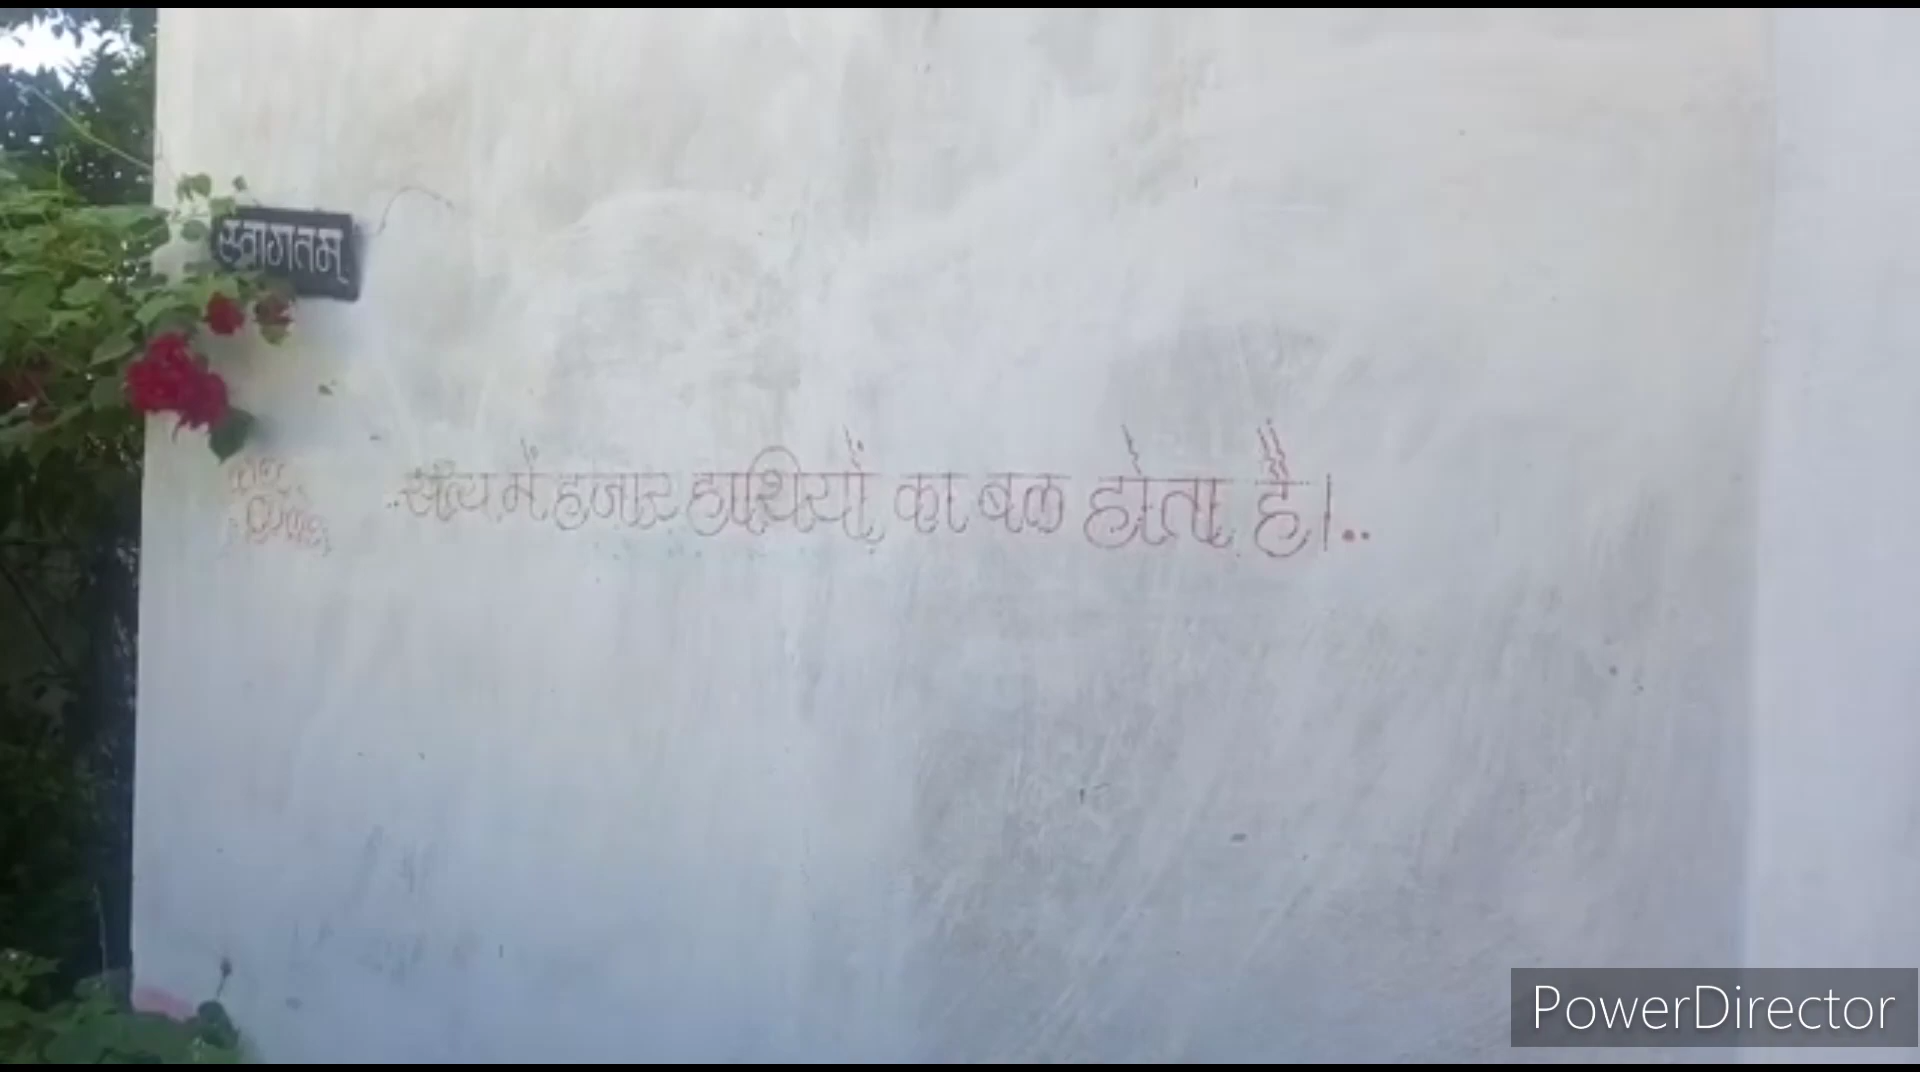 स्वागतम्
..सत्य में हजार हाथियों का बल होता है।..
PowerDirector